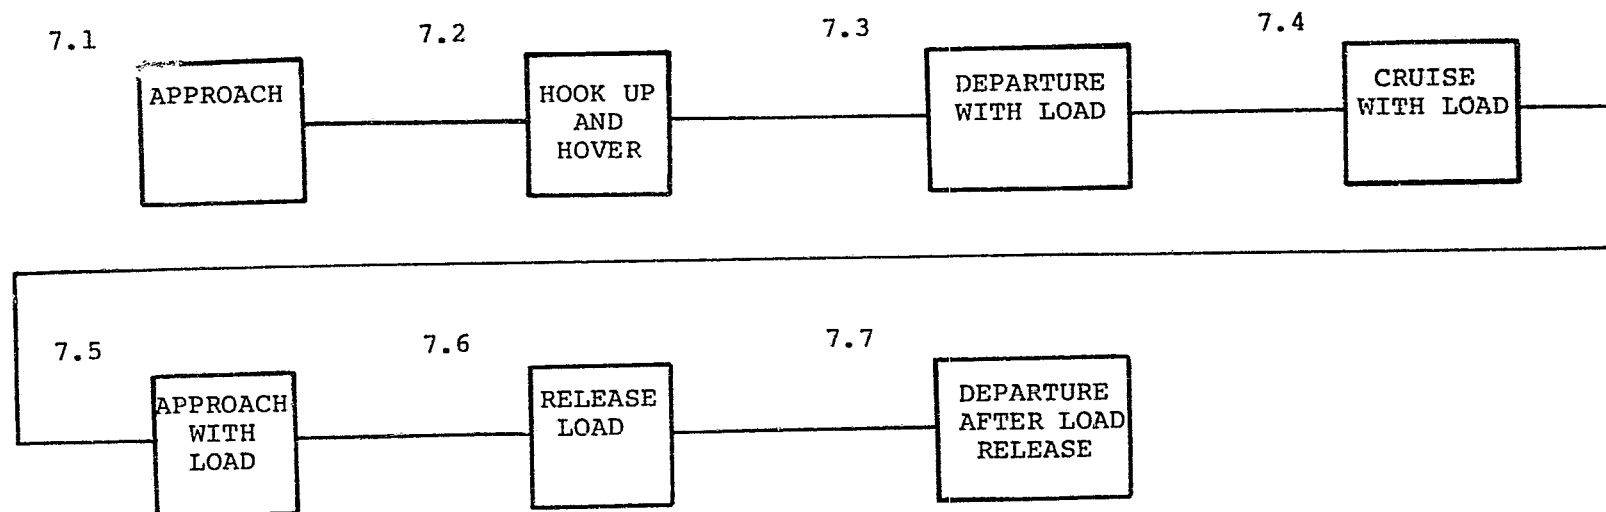 7.1
APPROACH
7.2
HOOK UP
AND
HOVER
7.3
DEPARTURE
WITH LOAD
7.4
CRUISE
WITH LOAD
7.5
APPROACH
WITH
LOAD
7.6
RELEASE
LOAD
7.7
DEPARTURE
AFTER LOAD
RELEASE